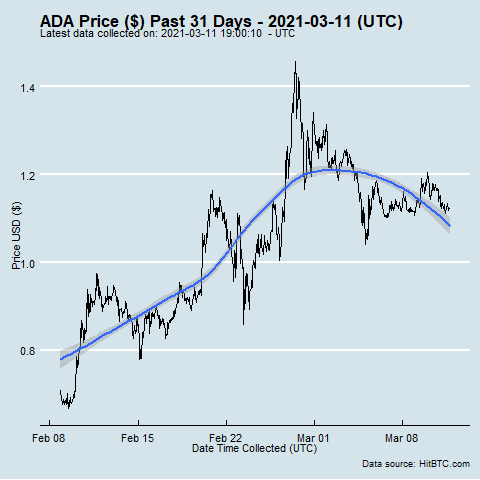 ADA Price ($) Past 31 Days - 2021-03-11 (UTC)
Latest data collected on: 2021-03-11 19:00:10 - UTC
1.4
1.2
1.0
0.8
Price USD ($)
Feb 08 Feb 15 Feb 22 Mar 01 Mar 08
Date Time Collected (UTC)
Data source: HitBTC.com